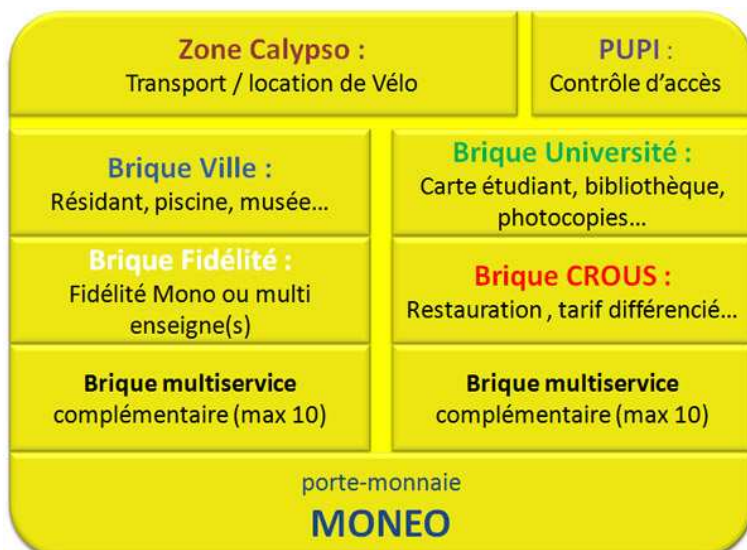 Zone Calypso :
Transport / location de Vélo
PUPI :
Contrôle d'accès
Brique Ville :
Résidant, piscine, musée...
Brique Université :
Carte étudiant, bibliothèque,
photocopies...
Brique Fidélité :
Fidélité Mono ou multi
enseigne(s)
Brique CROUS :
Restauration , tarif différencié...
Brique multiservice
complémentaire (max 10)
Brique multiservice
complémentaire (max 10)
porte-monnaie
MONEO